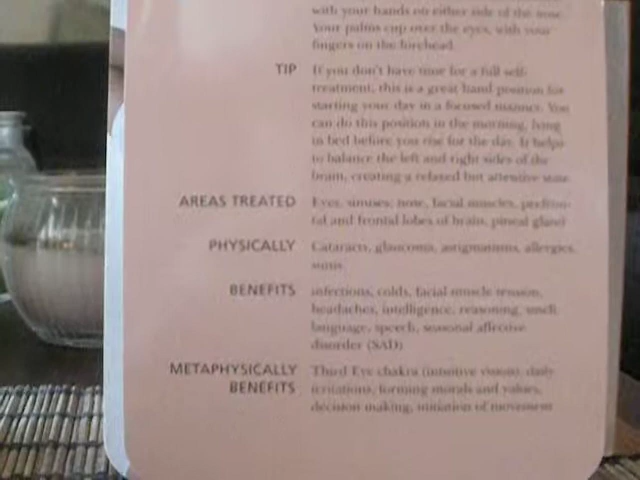 with your hands on either side of the nose.
Your palms cup over the eyes, with your
fingers on the forehead.
TIP If you don't have time for a full self-
treatment, this is a great hand position for
starting your day in a focused manner. You
can do this position in the morning, lying
in bed before you rise for the day. It helps
to balance the left and right sides of the
brain, creating a relaxed but attentive state.
AREAS TREATED Eyes, sinuses, nose, facial muscles, prefron-
tal and frontal lobes of brain, pineal gland
PHYSICALLY Cataracts, glaucoma, astigmatism, allergies,
sinus
BENEFITS infections, colds, facial muscle tension,
headaches, intelligence, reasoning, smell,
language, speech, seasonal affective
disorder (SAD)
METAPHYSICALLY Third Eye chakra (intuitive vision), daily
BENEFITS irritations, forming morals and values,
decision making, initiation of movement